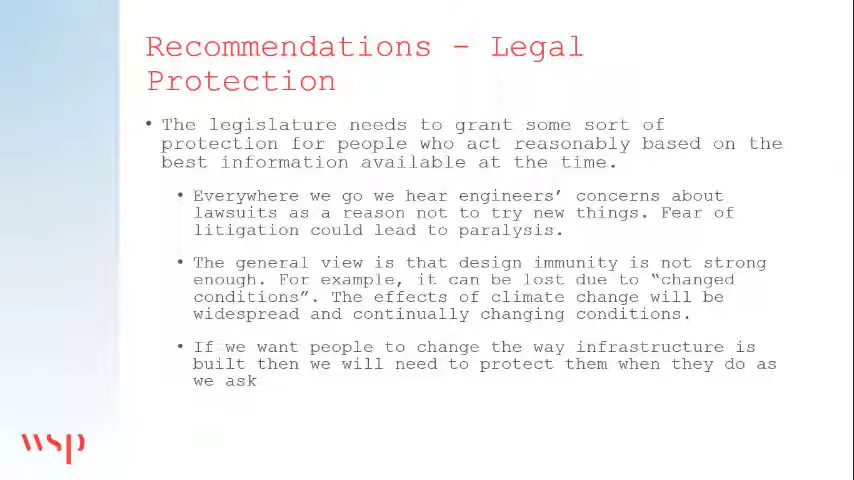 Recommendations – Legal
Protection
• The legislature needs to grant some sort of
protection for people who act reasonably based on the
best information available at the time.
• Everywhere we go we hear engineers’ concerns about
lawsuits as a reason not to try new things. Fear of
litigation could lead to paralysis.
• The general view is that design immunity is not strong
enough. For example, it can be lost due to “changed
conditions”. The effects of climate change will be
widespread and continually changing conditions.
• If we want people to change the way infrastructure is
built then we will need to protect them when they do as
we ask
wsp